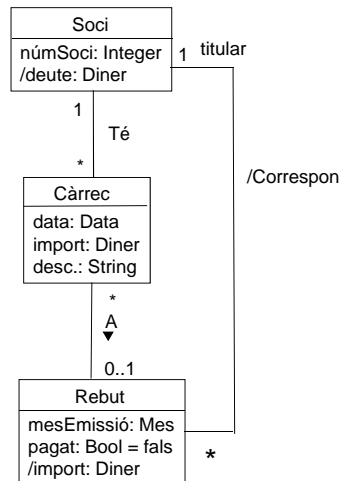 Soci
númSoci: Integer
/deute: Diner
1 titular
1
Té
*
/Correspon
Càrrec
data: Data
import: Diner
desc.: String
*
A
0..1
Rebut
mesEmissió: Mes
pagat: Bool = fals
/import: Diner
*